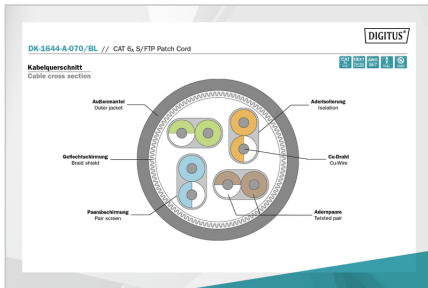 DIGITUS®
DK-1644-A-070/BL // CAT 6A S/FTP Patch Cord
Kabelquerschnitt
Cable cross section
Außenmantel
Outer jacket
Aderisolierung
Isolation
Geflechtschirmung
Braid shield
Cu-Draht
Cu-Wire
Paarabschirmung
Pair screen
Adernpaare
Twisted pair